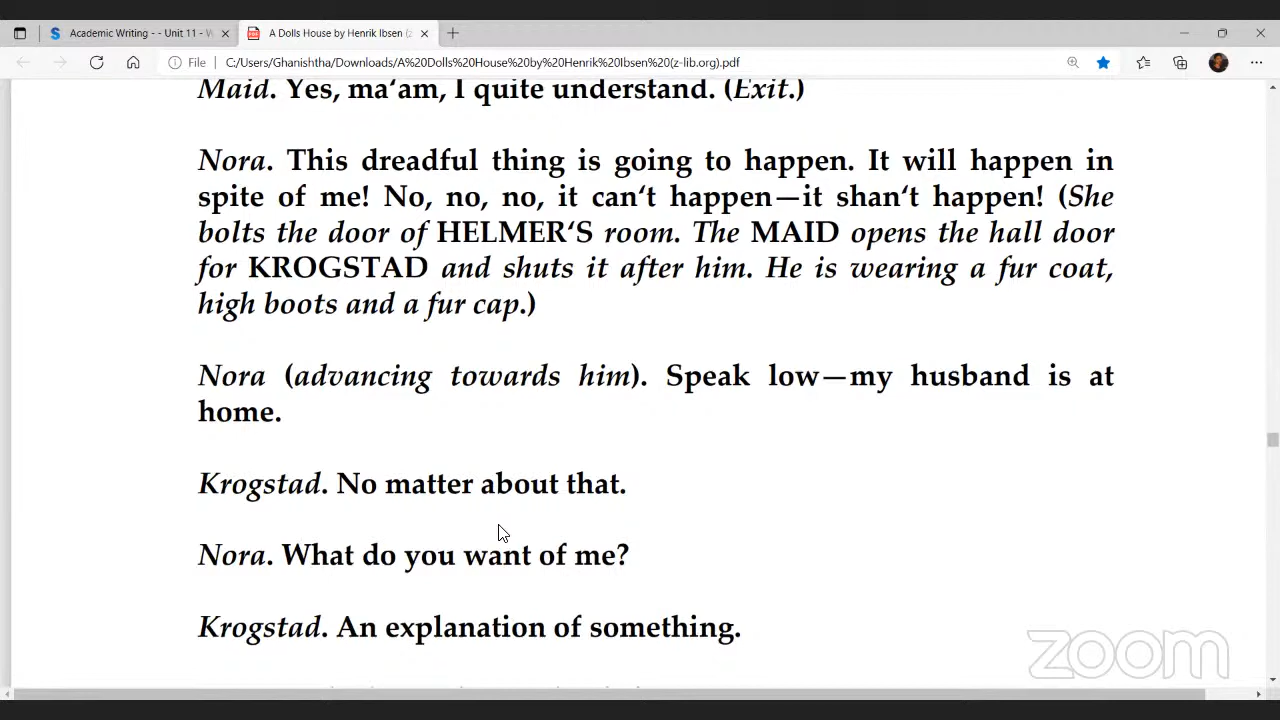 Academic Writing - - Unit 11 - W
A Dolls House by Henrik Ibsen (z
File
C:/Users/Ghanishtha/Downloads/A%20Dolls%20House%20by%20Henrik%20Ibsen%20(z-lib.org).pdf
Maid. Yes, ma‘am, I quite understand. (Exit.)
Nora. This dreadful thing is going to happen. It will happen in
spite of me! No, no, no, it can‘t happen—it shan‘t happen! (She
bolts the door of HELMER‘S room. The MAID opens the hall door
for KROGSTAD and shuts it after him. He is wearing a fur coat,
high boots and a fur cap.)
Nora (advancing towards him). Speak low—my husband is at
home.
Krogstad. No matter about that.
Nora. What do you want of me?
Krogstad. An explanation of something.
zoom